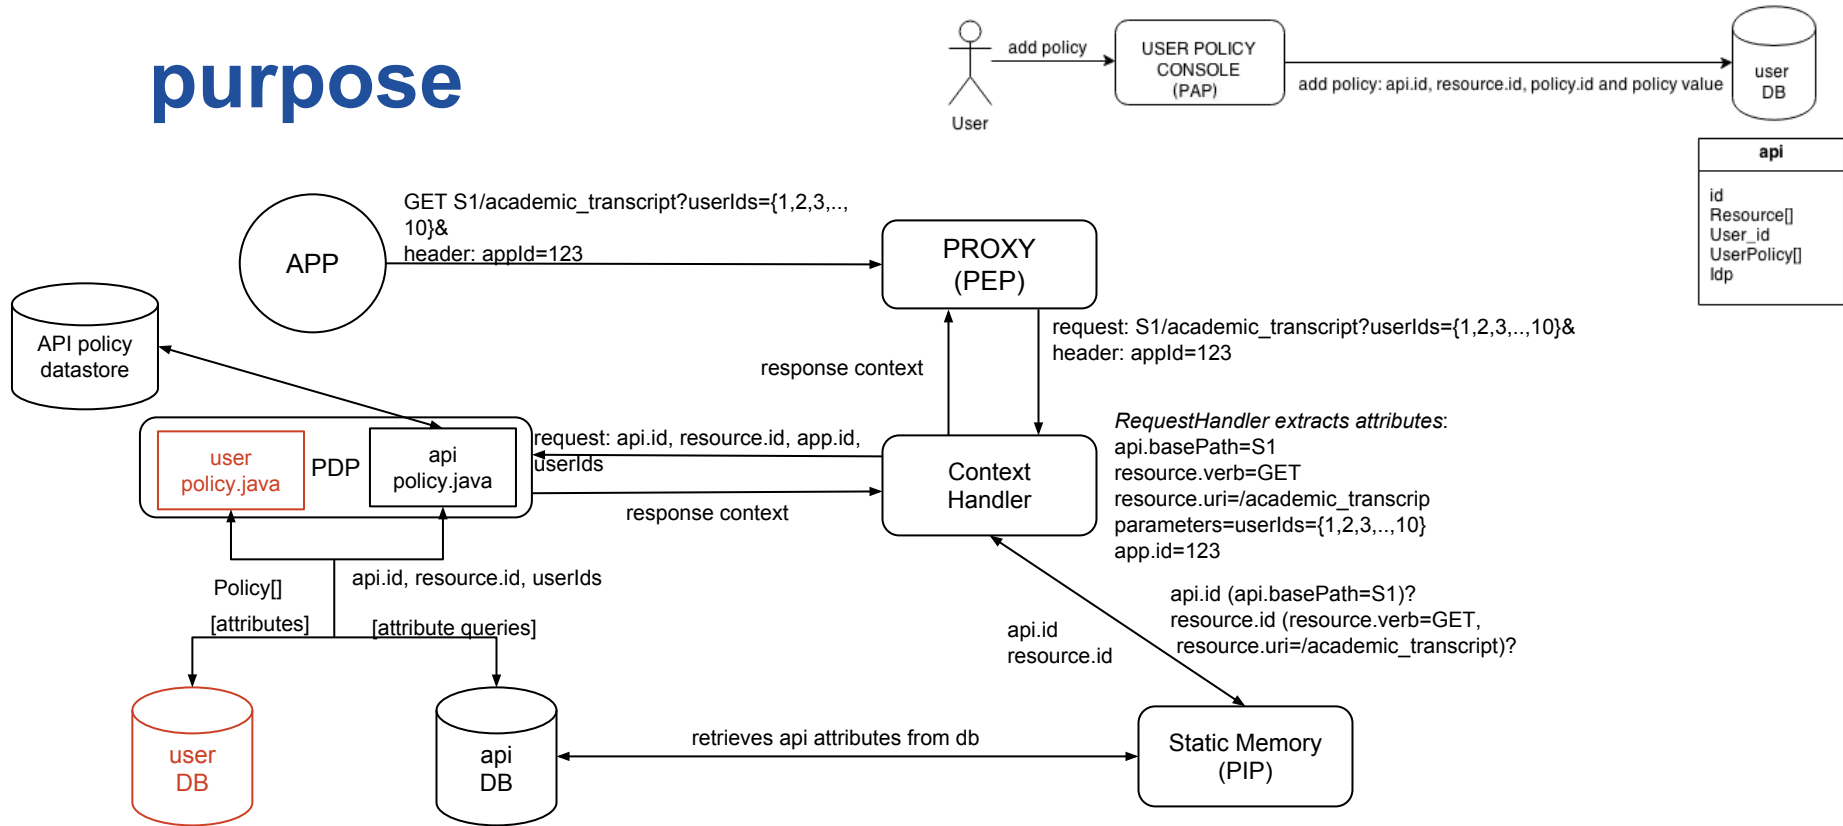 purpose
add policy
USER POLICY
CONSOLE
(PAP)
add policy: api.id, resource.id, policy.id and policy value
user
DB
User
api
id
Resource[]
User_id
UserPolicy[]
Idp
GET S1/academic_transcript?userIds={1,2,3,..,
10}&
header: appId=123
APP
PROXY
(PEP)
API policy
datastore
request: S1/academic_transcript?userIds={1,2,3,..,10}&
header: appId=123
response context
user
policy.java
PDP
api
policy.java
request: api.id, resource.id, app.id,
userIds
response context
Context
Handler
RequestHandler extracts attributes:
api.basePath=S1
resource.verb=GET
resource.uri=/academic_transcrip
parameters=userIds={1,2,3,..,10}
app.id=123
Policy[]
[attributes]
api.id, resource.id, userIds
[attribute queries]
api.id
resource.id
api.id (api.basePath=S1)?
resource.id (resource.verb=GET,
resource.uri=/academic_transcript)?
user
DB
api
DB
retrieves api attributes from db
Static Memory
(PIP)